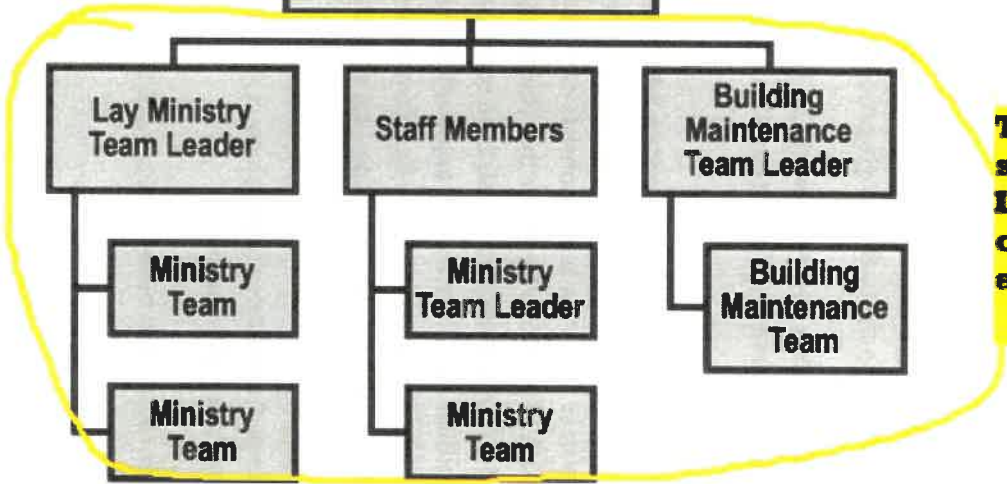 Lay Ministry
Team Leader
Staff Members
Building
Maintenance
Team Leader
Ministry
Team
Ministry
Team Leader
Building
Maintenance
Team
Ministry
Team
Ministry
Team